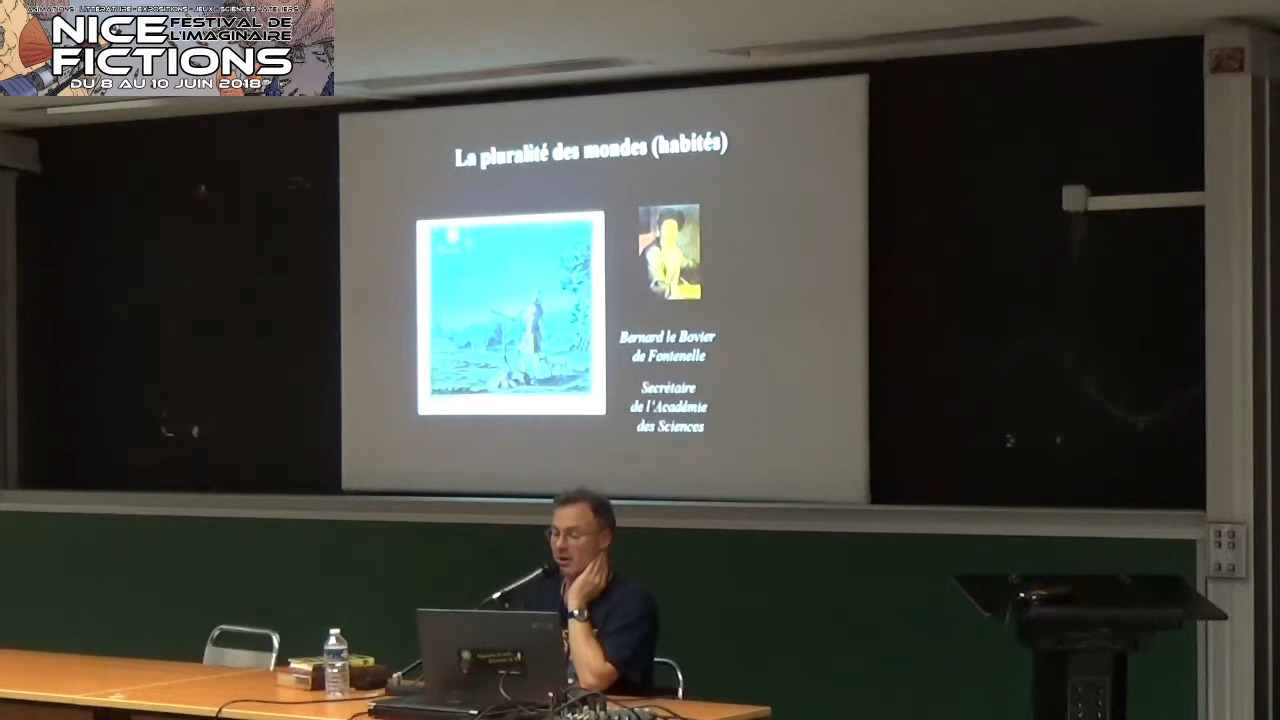 ANIMATIONS - LITTÉRATURE - EXPOSITIONS - JEUX - SCIENCES - ATELIERS
NICE FESTIVAL DE L'IMAGINAIRE
FICTIONS
DU 8 AU 10 JUIN 2018
La pluralité des mondes (habités)
Bernard le Bovier
de Fontenelle
Secrétaire
de l'Académie
des Sciences